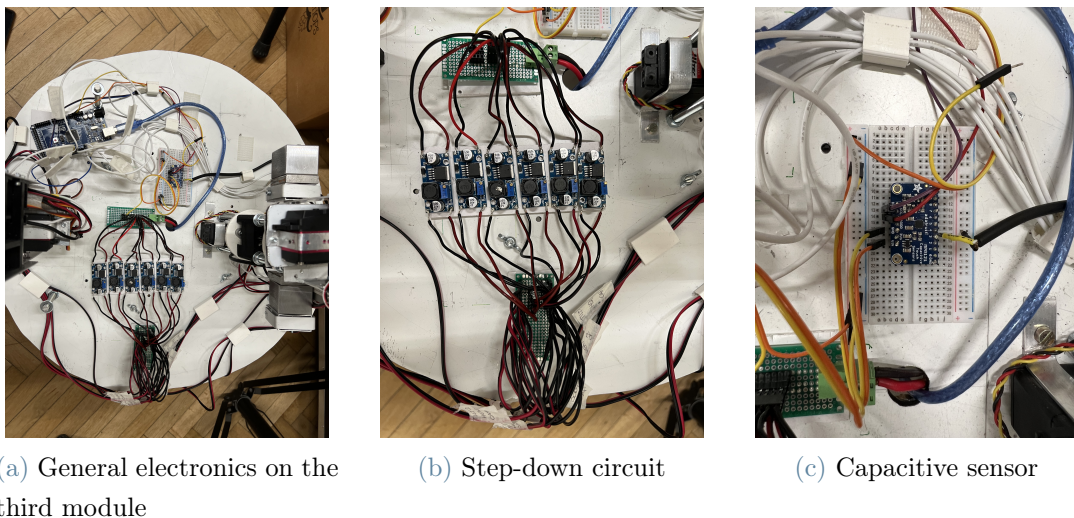 (a) General electronics on the
third module
(b) Step-down circuit
(c) Capacitive sensor